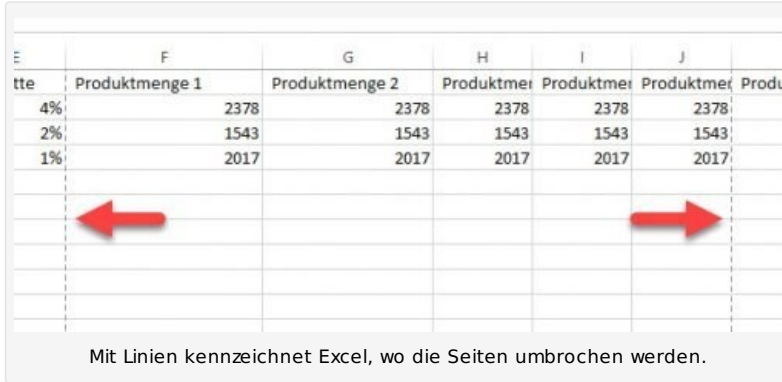 E F G H I J
tte Produktmenge 1 Produktmenge 2 Produktmer Produktmer Produktmer Produ
4% 2378 2378 2378 2378 2378
2% 1543 1543 1543 1543 1543
1% 2017 2017 2017 2017 2017
Mit Linien kennzeichnet Excel, wo die Seiten umbrochen werden.